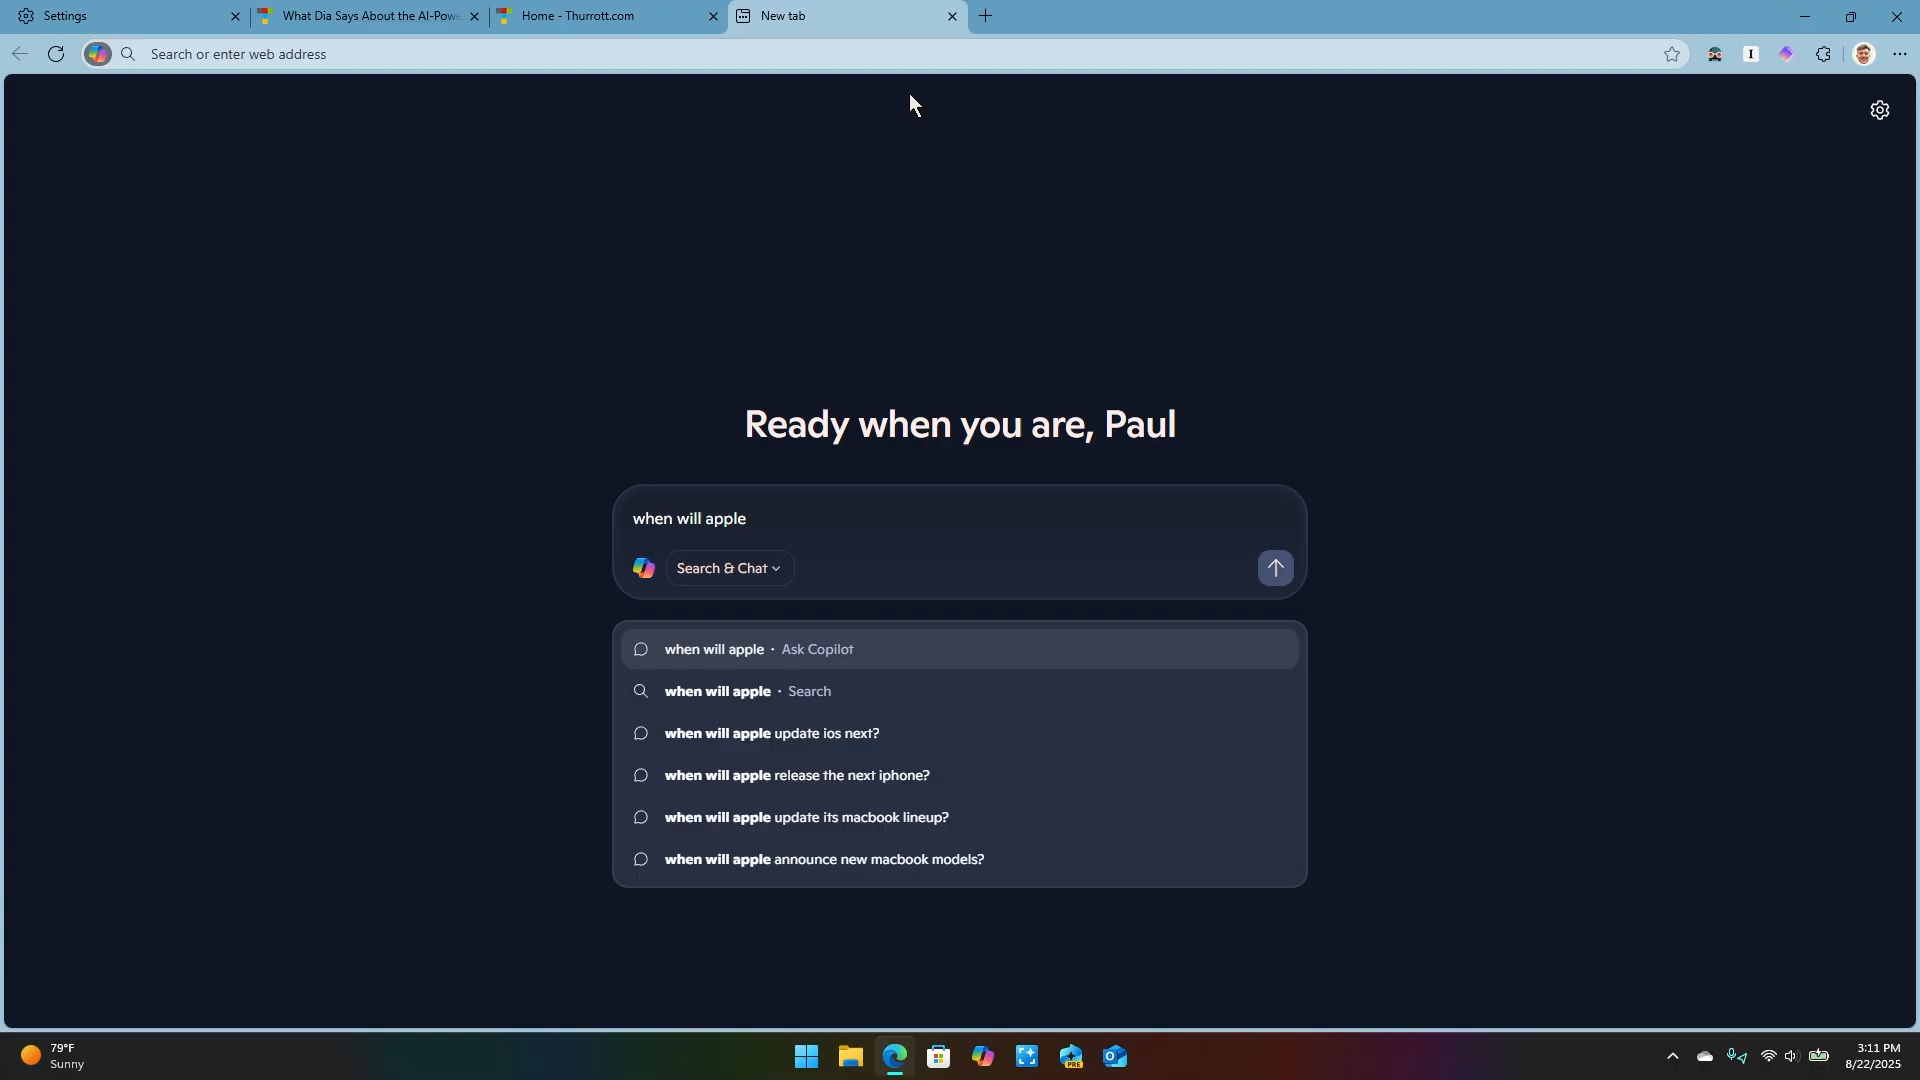 Settings
What Dia Says About the AI-Powe
Home - Thurrott.com
New tab
Search or enter web address
I
Ready when you are, Paul
when will apple
Search & Chat
when will apple · Ask Copilot
when will apple · Search
when will apple update ios next?
when will apple release the next iphone?
when will apple update its macbook lineup?
when will apple announce new macbook models?
79°F
Sunny
PRE
3:11 PM
8/22/2025